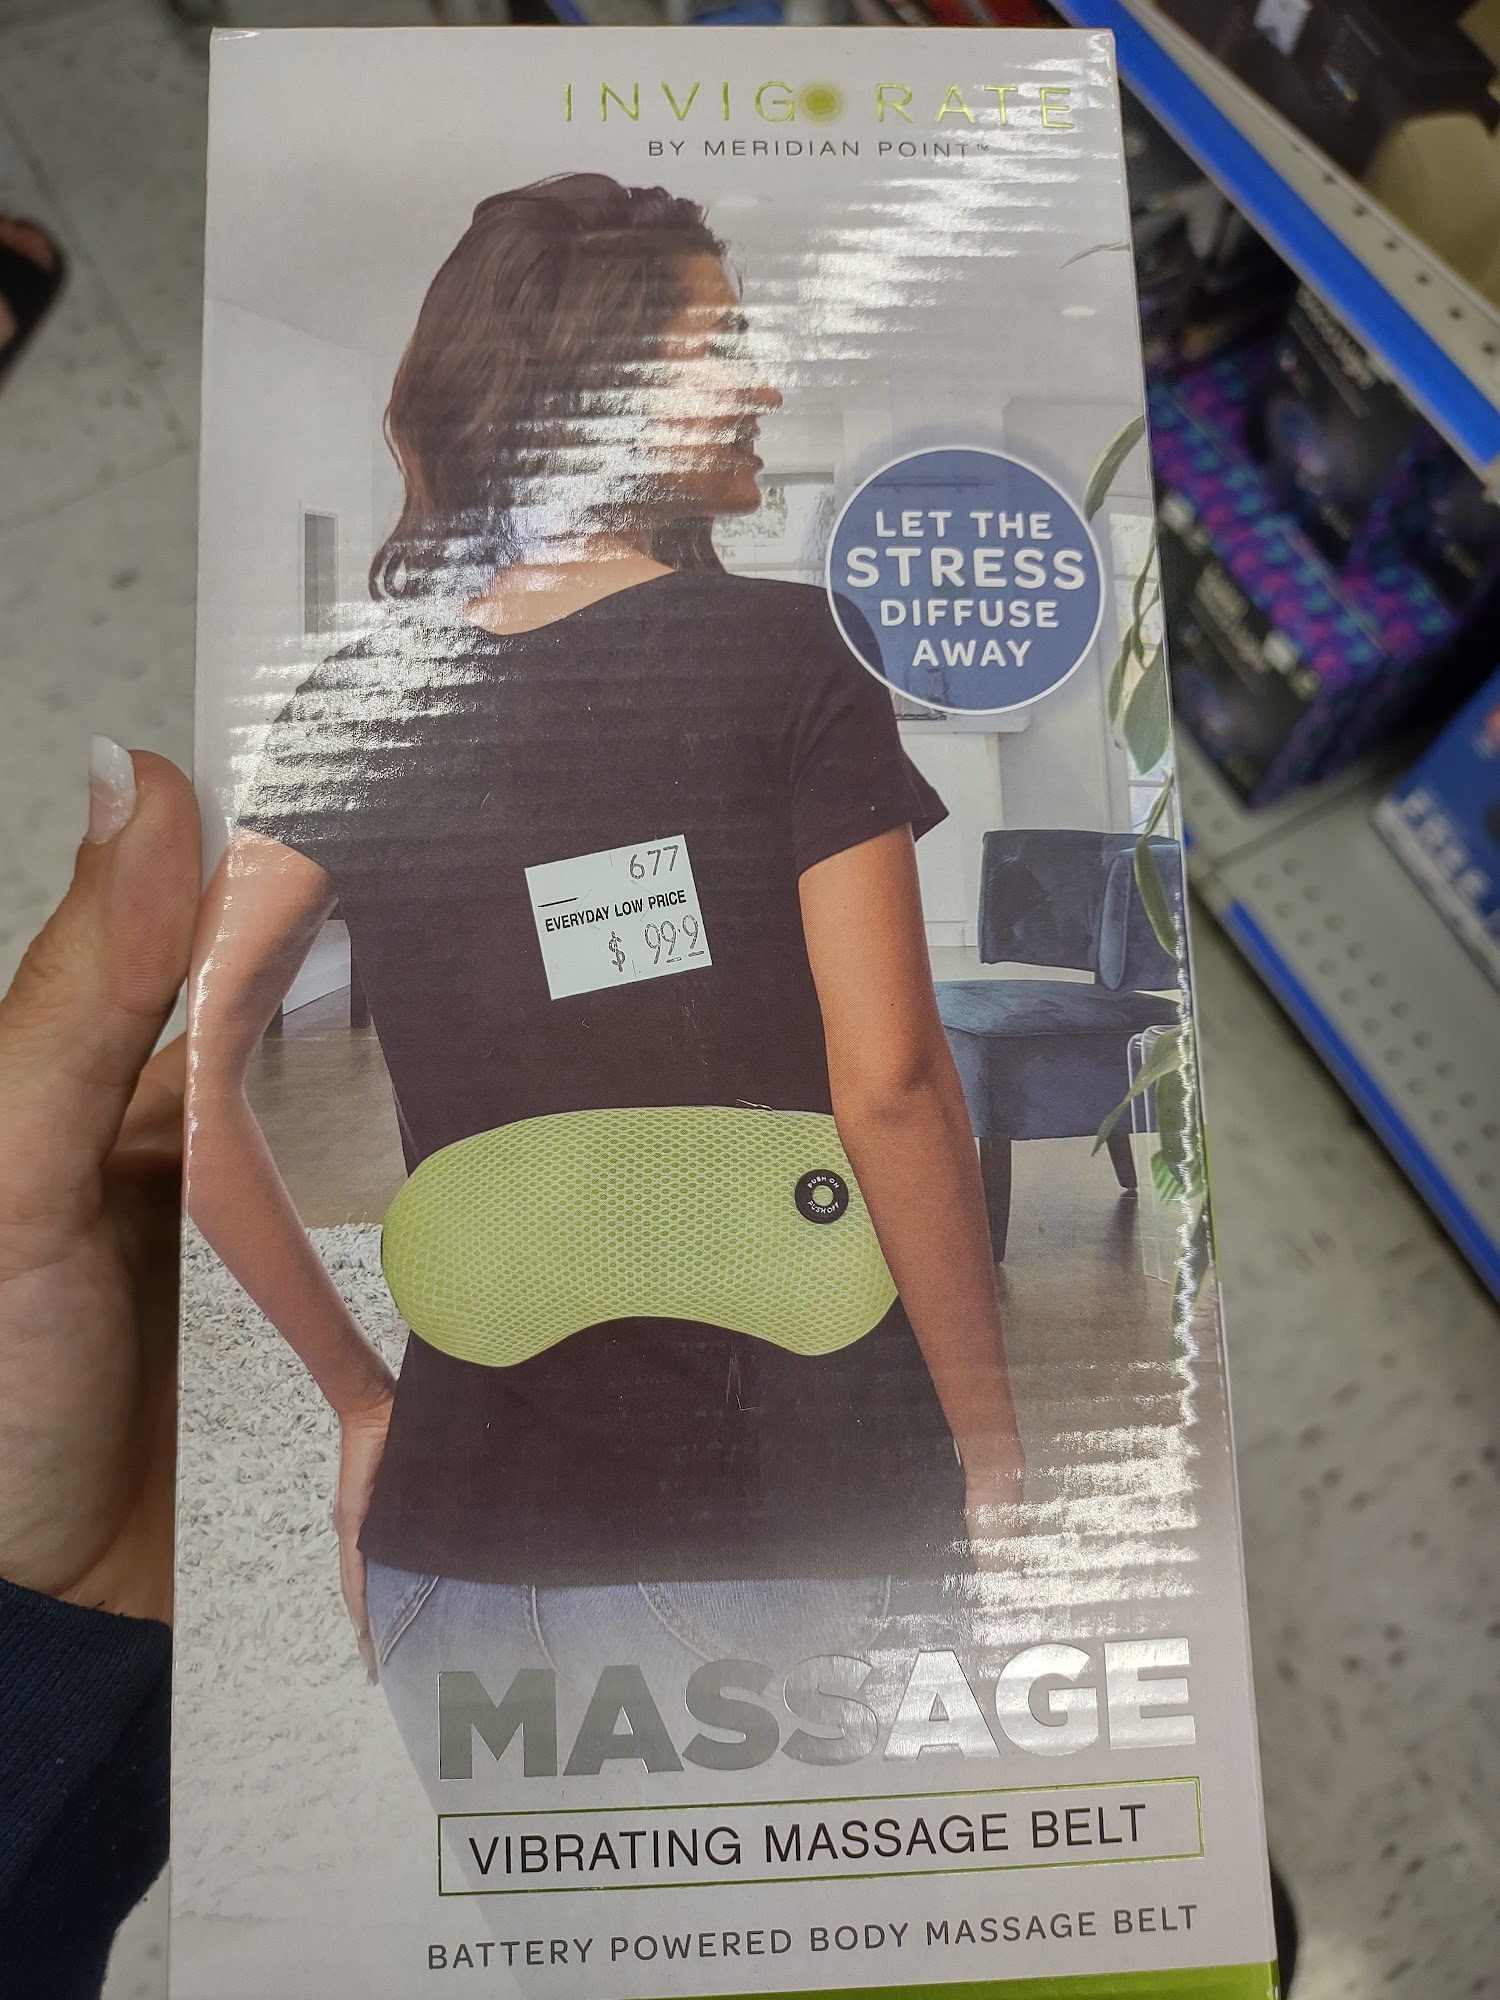 INVIGORATE
BY MERIDIAN POINT™
LET THE
STRESS
DIFFUSE
AWAY
677
EVERYDAY LOW PRICE
$ 99.9
PUSH ON
PUSH OFF
MASSAGE
VIBRATING MASSAGE BELT
BATTERY POWERED BODY MASSAGE BELT